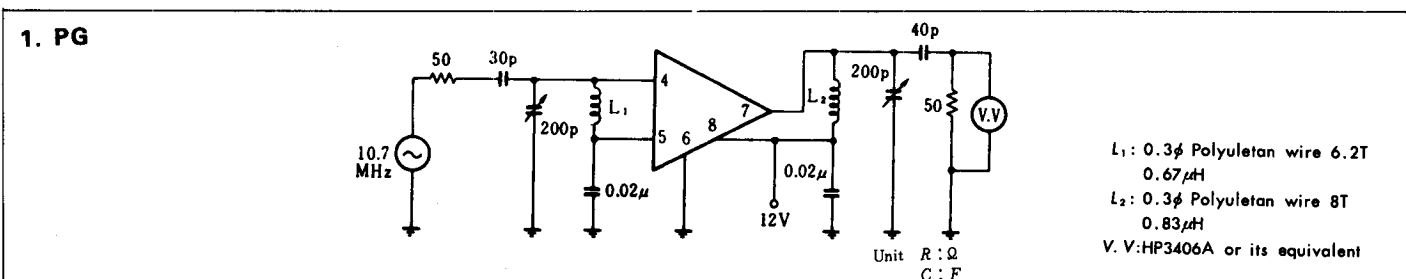 1. PG
50
30p
200p
L₁
4
5
6
7
8
10.7
MHz
0.02μ
12V
0.02μ
L₂
200p
40p
50
V.V
Unit R : Ω
C : F
L₁: 0.3ϕ Polyuletan wire 6.2T
0.67μH
L₂: 0.3ϕ Polyuletan wire 8T
0.83μH
V. V:HP3406A or its equivalent